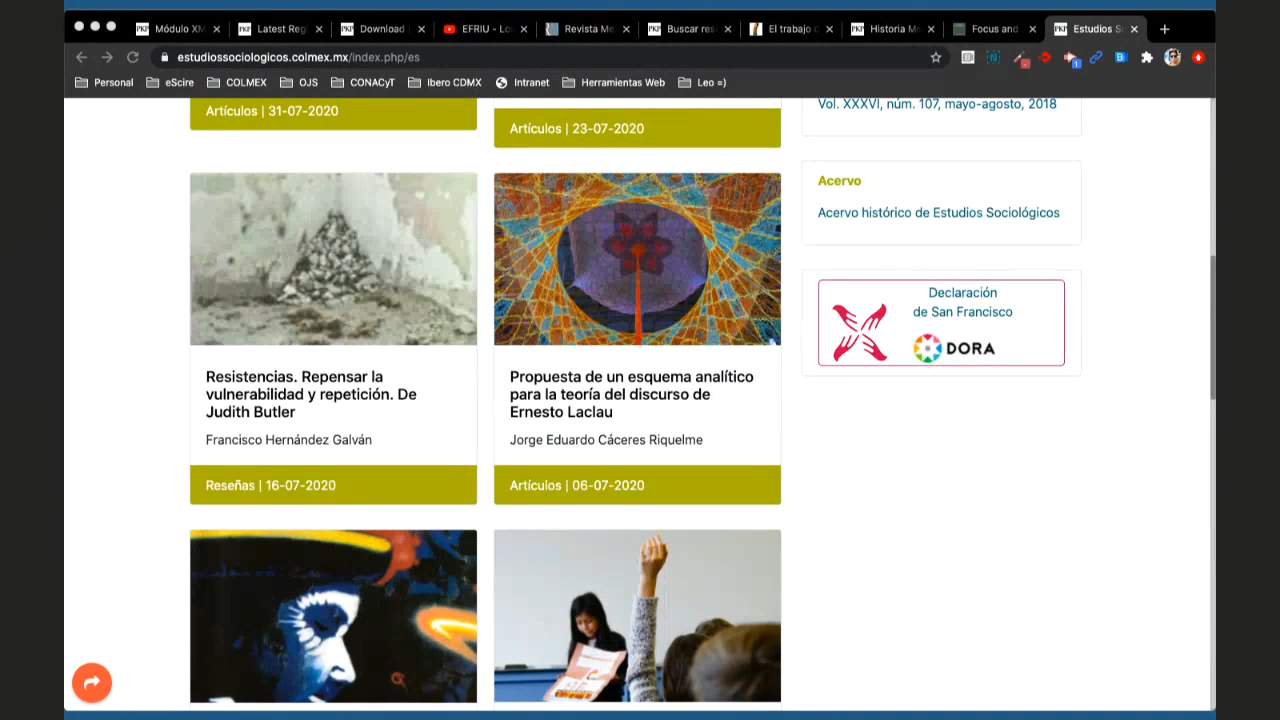 Módulo XM
Latest Reg
Download
EFRIU - Lo
Revista Me
Buscar res
El trabajo c
Historia Me
Focus and
Estudios S
estudiossociologicos.colmex.mx/index.php/es
Personal
eScire
COLMEX
OJS
CONACyT
Ibero CDMX
Intranet
Herramientas Web
Leo =)
Artículos | 31-07-2020
Artículos | 23-07-2020
Vol. XXXVI, núm. 107, mayo-agosto, 2018
Acervo
Acervo histórico de Estudios Sociológicos
Declaración
de San Francisco
DORA
Resistencias. Repensar la
vulnerabilidad y repetición. De
Judith Butler
Francisco Hernández Galván
Reseñas | 16-07-2020
Propuesta de un esquema analítico
para la teoría del discurso de
Ernesto Laclau
Jorge Eduardo Cáceres Riquelme
Artículos | 06-07-2020